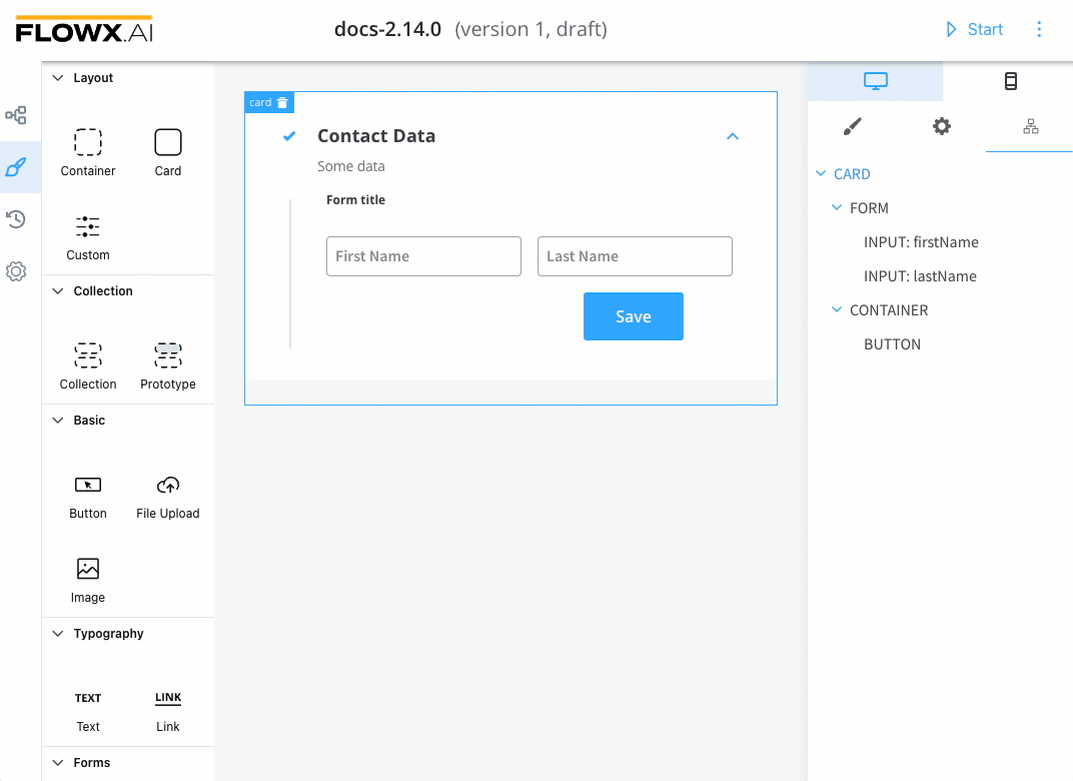 FLOWX.AI
docs-2.14.0 (version 1, draft)
Start
Layout
Container
Card
Custom
Collection
Collection
Prototype
Basic
Button
File Upload
Image
Typography
TEXT
LINK
Text
Link
Forms
card
Contact Data
Some data
Form title
First Name
Last Name
Save
CARD
FORM
INPUT: firstName
INPUT: lastName
CONTAINER
BUTTON